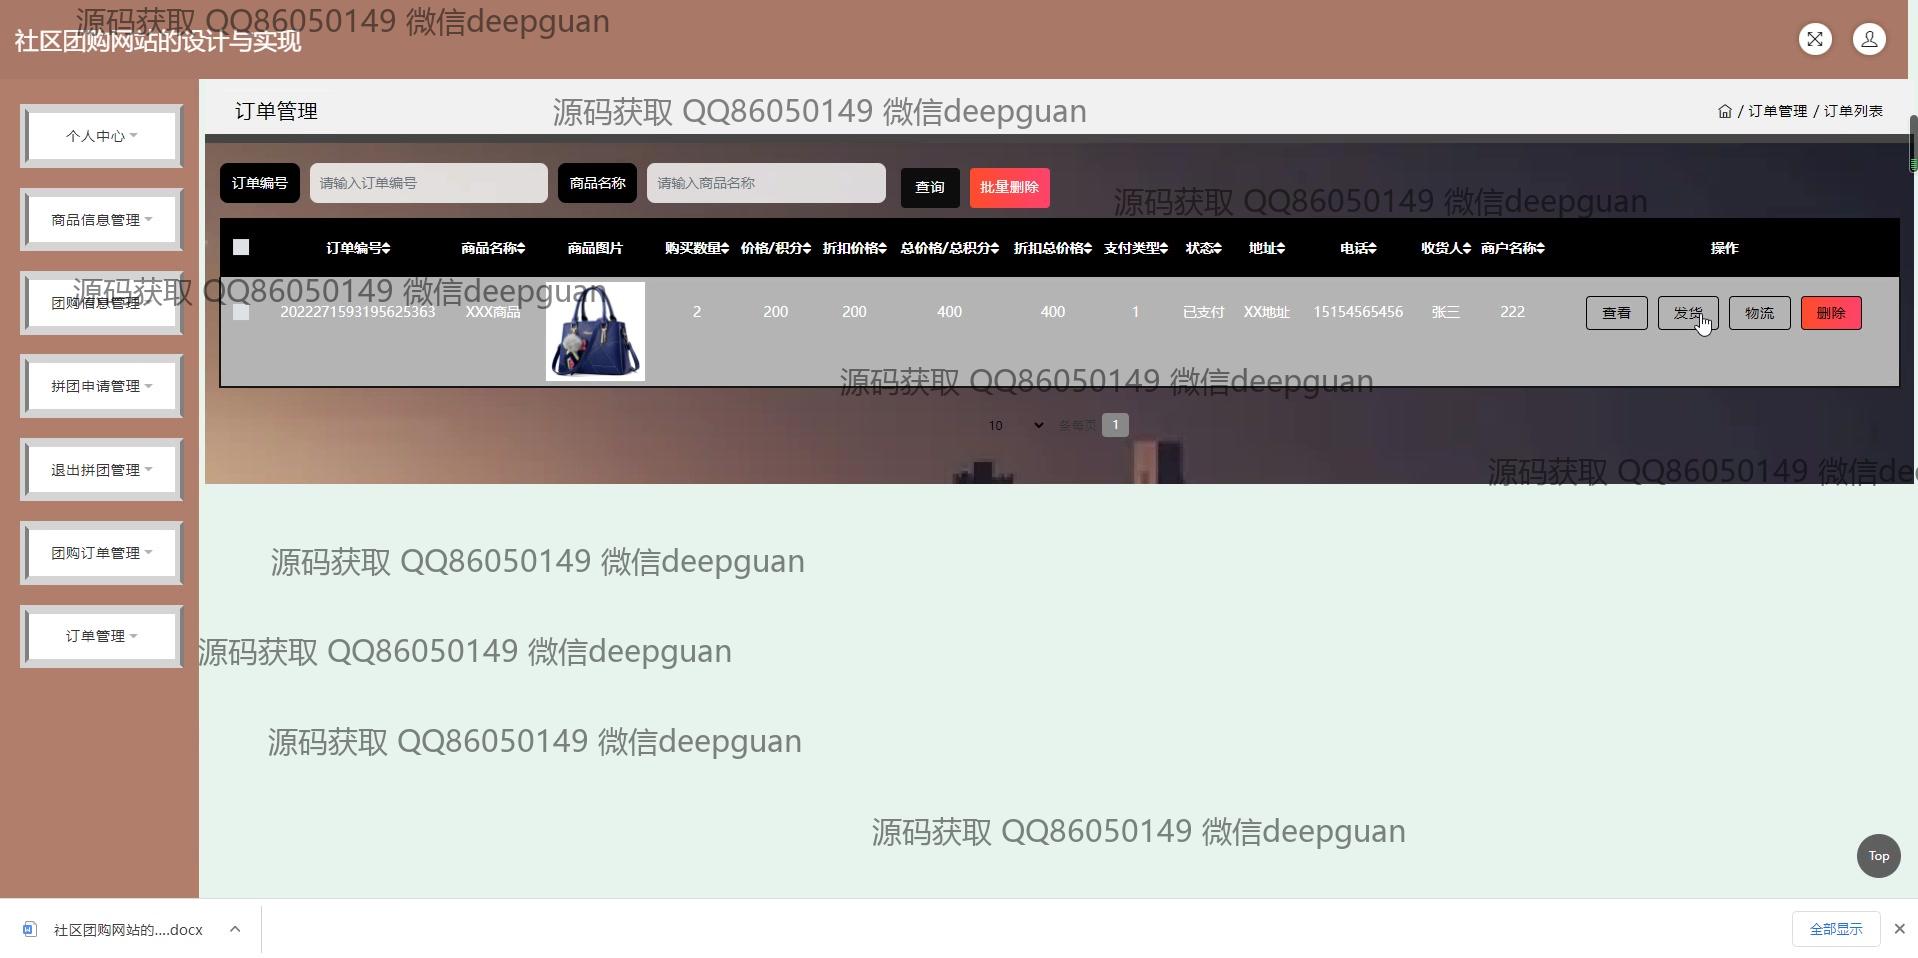 源码获取 QQ86050149 微信deepguan
社区团购网站的设计与实现
个人中心
商品信息管理
团购信息管理
拼团申请管理
退出拼团管理
团购订单管理
订单管理
订单管理
源码获取 QQ86050149 微信deepguan
/ 订单管理 / 订单列表
订单编号 请输入订单编号 商品名称 请输入商品名称 查询 批量删除
源码获取 QQ86050149 微信deepguan
订单编号 商品名称 商品图片 购买数量 价格/积分 折扣价格 总价格/总积分 折扣总价格 支付类型 状态 地址 电话 收货人 商户名称 操作
源码获取 QQ86050149 微信deepguan
2022271593195625363 XXX商品 2 200 200 400 400 1 已支付 XX地址 15154565456 张三 222 查看 发货 物流 删除
源码获取 QQ86050149 微信deepguan
10 条每页 1
源码获取 QQ86050149 微信dee
源码获取 QQ86050149 微信deepguan
源码获取 QQ86050149 微信deepguan
源码获取 QQ86050149 微信deepguan
源码获取 QQ86050149 微信deepguan
Top
社区团购网站的....docx
全部显示